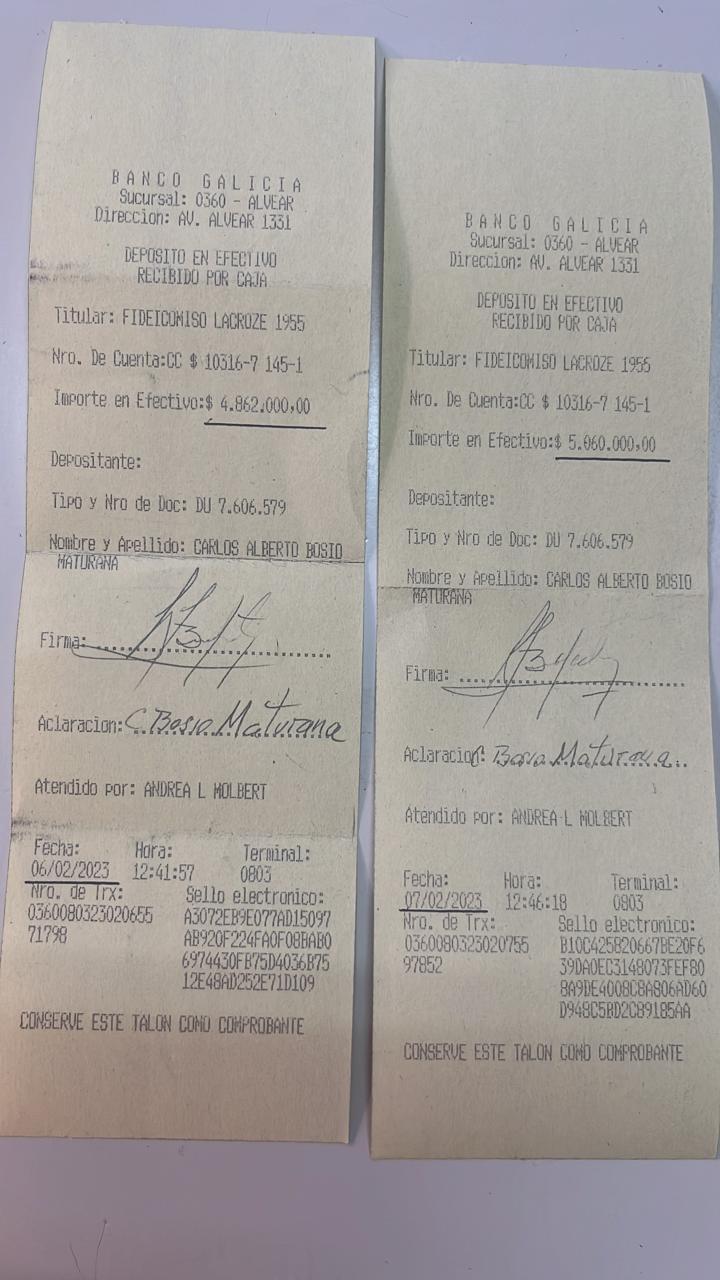 BANCO GALICIA
Sucursal: 0360 - ALVEAR
Direccion: AV. ALVEAR 1331
DEPOSITO EN EFECTIVO
RECIBIDO POR CAJA
Titular: FIDEICOMISO LACROZE 1955
Nro. De Cuenta:CC $ 10316-7 145-1
Importe en Efectivo:$ 4.862.000,00
Depositante:
Tipo y Nro de Doc: DU 7.606.579
Nombre y Apellido: CARLOS ALBERTO BOSIO
MATURANA
Firma:
Aclaracion: C. Bosio Maturana
Atendido por: ANDREA L MOLBERT
Fecha: Hora: Terminal:
06/02/2023 12:41:57 0803
Nro. de Trx: Sello electronico:
0360080323020655 A3072EB9E077AD15097
71798 AB920F224FA0F08BAB0
6974430FB75D4036B75
12E48AD252E71D109
CONSERVE ESTE TALON COMO COMPROBANTE
BANCO GALICIA
Sucursal: 0360 - ALVEAR
Direccion: AV. ALVEAR 1331
DEPOSITO EN EFECTIVO
RECIBIDO POR CAJA
Titular: FIDEICOMISO LACROZE 1955
Nro. De Cuenta:CC $ 10316-7 145-1
Importe en Efectivo:$ 5.060.000,00
Depositante:
Tipo y Nro de Doc: DU 7.606.579
Nombre y Apellido: CARLOS ALBERTO BOSIO
MATURANA
Firma:
Aclaracion: C Bosio Maturana
Atendido por: ANDREA L MOLBERT
Fecha: Hora: Terminal:
07/02/2023 12:46:18 0803
Nro. de Trx: Sello electronico:
0360080323020755 B10C425820667BE20F6
97852 39DA0EC3148073FEF80
8A9DE4008C8A806AD60
D948C5BD2C89185AA
CONSERVE ESTE TALON COMO COMPROBANTE